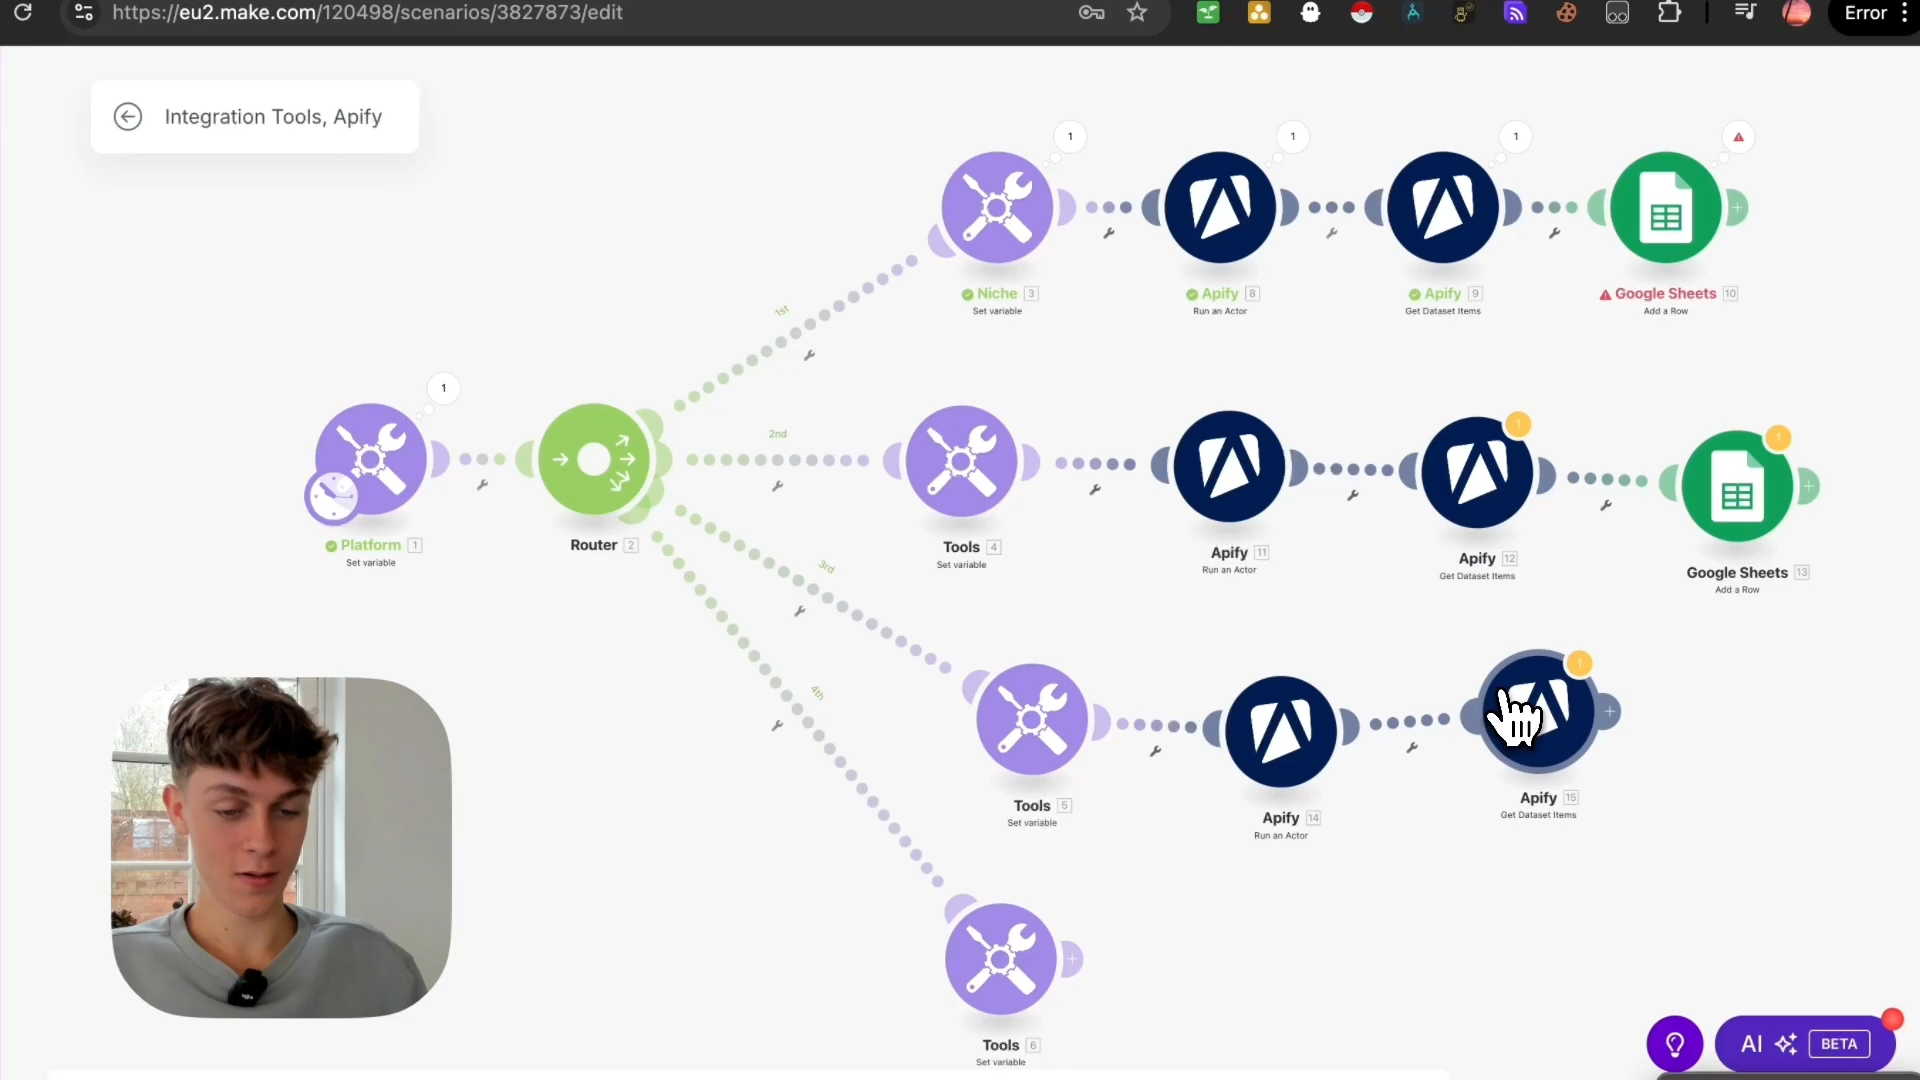 https://eu2.make.com/120498/scenarios/3827873/edit
Error
Integration Tools, Apify
1
1
1
Niche 3
Set variable
Apify 8
Run an Actor
Apify 9
Get Dataset Items
Google Sheets 10
Add a Row
1st
1
2nd
1
1
Platform 1
Set variable
Router 2
Tools 4
Set variable
Apify 11
Run an Actor
Apify 12
Get Dataset Items
Google Sheets 13
Add a Row
3rd
1
4th
Tools 5
Set variable
Apify 14
Run an Actor
Apify 15
Get Dataset Items
Tools 6
Set variable
AI BETA